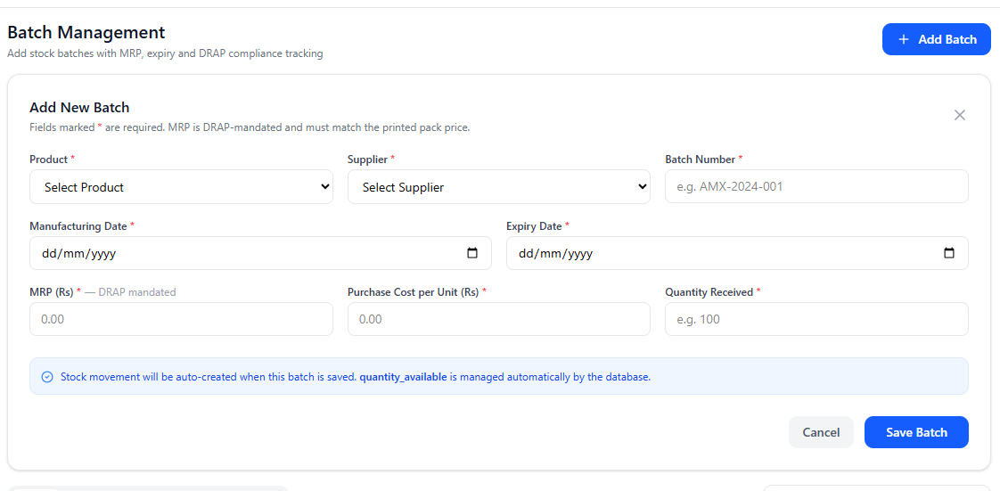 Batch Management
Add stock batches with MRP, expiry and DRAP compliance tracking
+ Add Batch
Add New Batch
Fields marked * are required. MRP is DRAP-mandated and must match the printed pack price.
Product *
Supplier *
Batch Number *
Select Product
Select Supplier
e.g. AMX-2024-001
Manufacturing Date *
Expiry Date *
dd/mm/yyyy
dd/mm/yyyy
MRP (Rs) * — DRAP mandated
Purchase Cost per Unit (Rs) *
Quantity Received *
0.00
0.00
e.g. 100
Stock movement will be auto-created when this batch is saved. quantity_available is managed automatically by the database.
Cancel
Save Batch